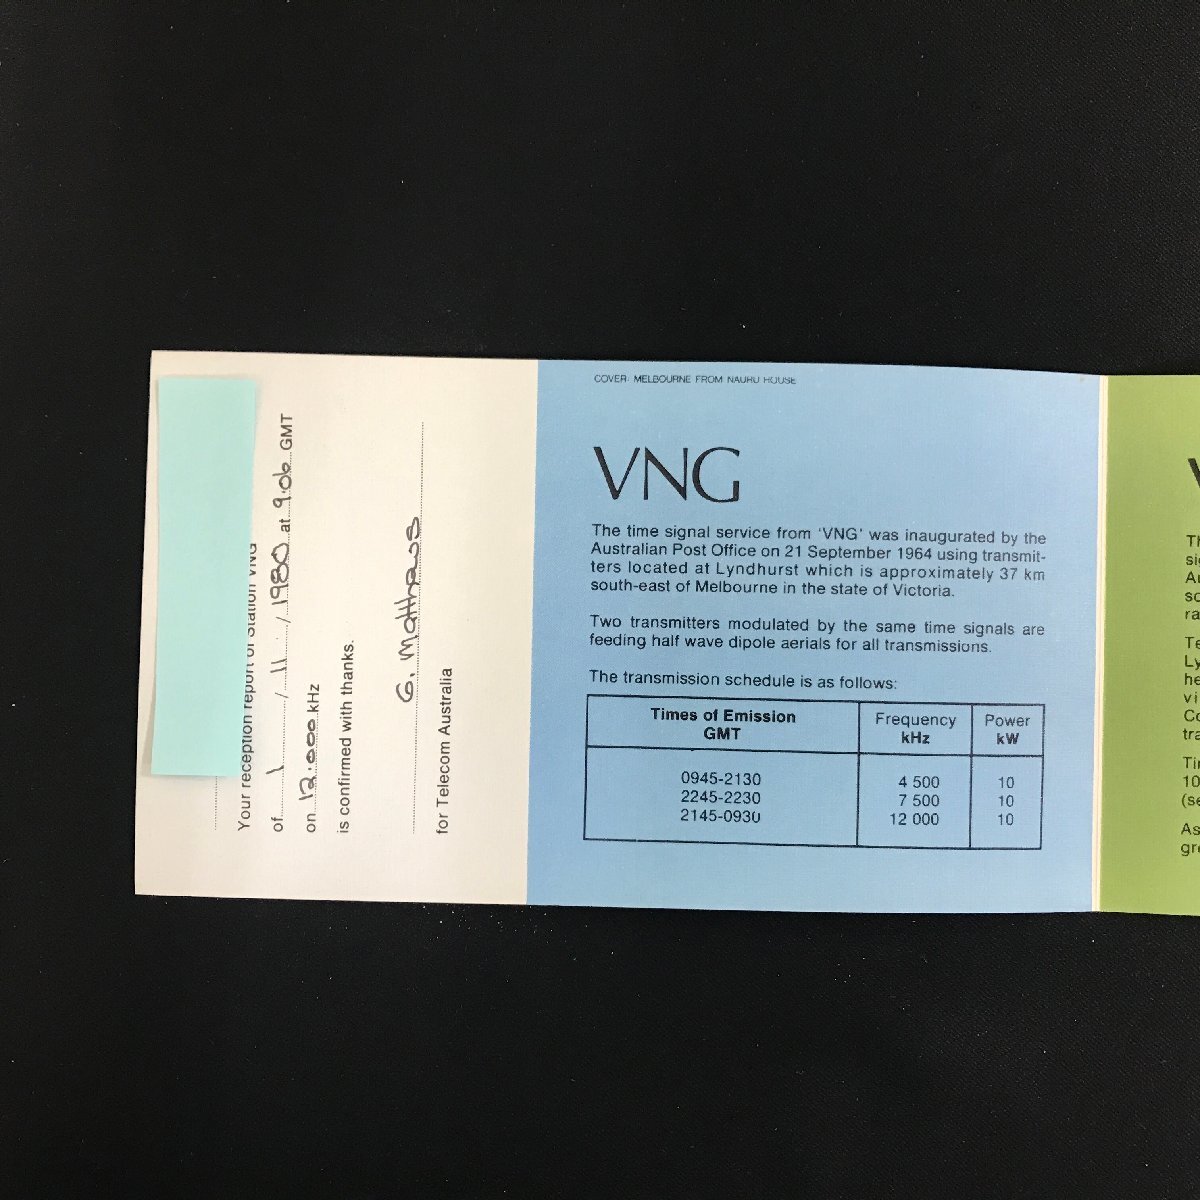 Your reception report of Station VNG
of 1 / 11 / 1980 at 9.06 GMT
on 12.000 kHz
is confirmed with thanks.
G. Matthews
for Telecom Australia
COVER: MELBOURNE FROM NAURU HOUSE
VNG
The time signal service from 'VNG' was inaugurated by the
Australian Post Office on 21 September 1964 using transmit-
ters located at Lyndhurst which is approximately 37 km
south-east of Melbourne in the state of Victoria.
Two transmitters modulated by the same time signals are
feeding half wave dipole aerials for all transmissions.
The transmission schedule is as follows:
Times of Emission GMT Frequency kHz Power kW
0945-2130 4 500 10
2245-2230 7 500 10
2145-0930 12 000 10